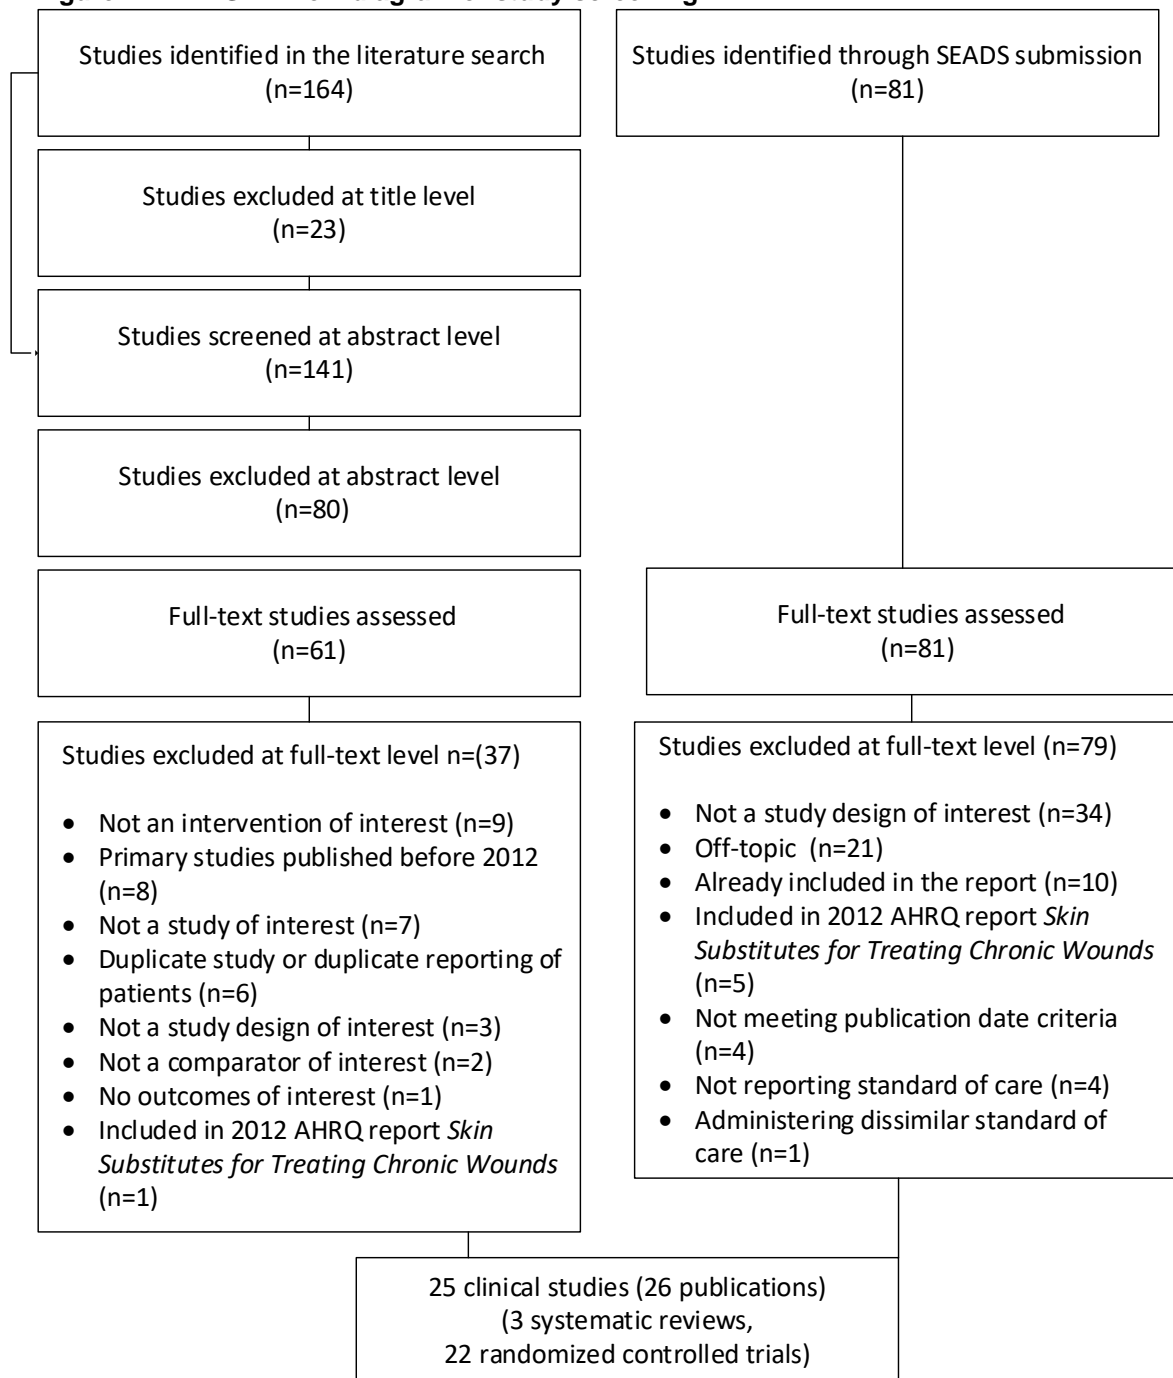 Studies identified in the literature search
(n=164)
Studies identified through SEADS submission
(n=81)
Studies excluded at title level
(n=23)
Studies screened at abstract level
(n=141)
Studies excluded at abstract level
(n=80)
Full-text studies assessed
(n=61)
Full-text studies assessed
(n=81)
Studies excluded at full-text level n=(37)
• Not an intervention of interest (n=9)
• Primary studies published before 2012
(n=8)
• Not a study of interest (n=7)
• Duplicate study or duplicate reporting of
patients (n=6)
• Not a study design of interest (n=3)
• Not a comparator of interest (n=2)
• No outcomes of interest (n=1)
• Included in 2012 AHRQ report Skin
Substitutes for Treating Chronic Wounds
(n=1)
Studies excluded at full-text level (n=79)
• Not a study design of interest (n=34)
• Off-topic (n=21)
• Already included in the report (n=10)
• Included in 2012 AHRQ report Skin
Substitutes for Treating Chronic Wounds
(n=5)
• Not meeting publication date criteria
(n=4)
• Not reporting standard of care (n=4)
• Administering dissimilar standard of
care (n=1)
25 clinical studies (26 publications)
(3 systematic reviews,
22 randomized controlled trials)